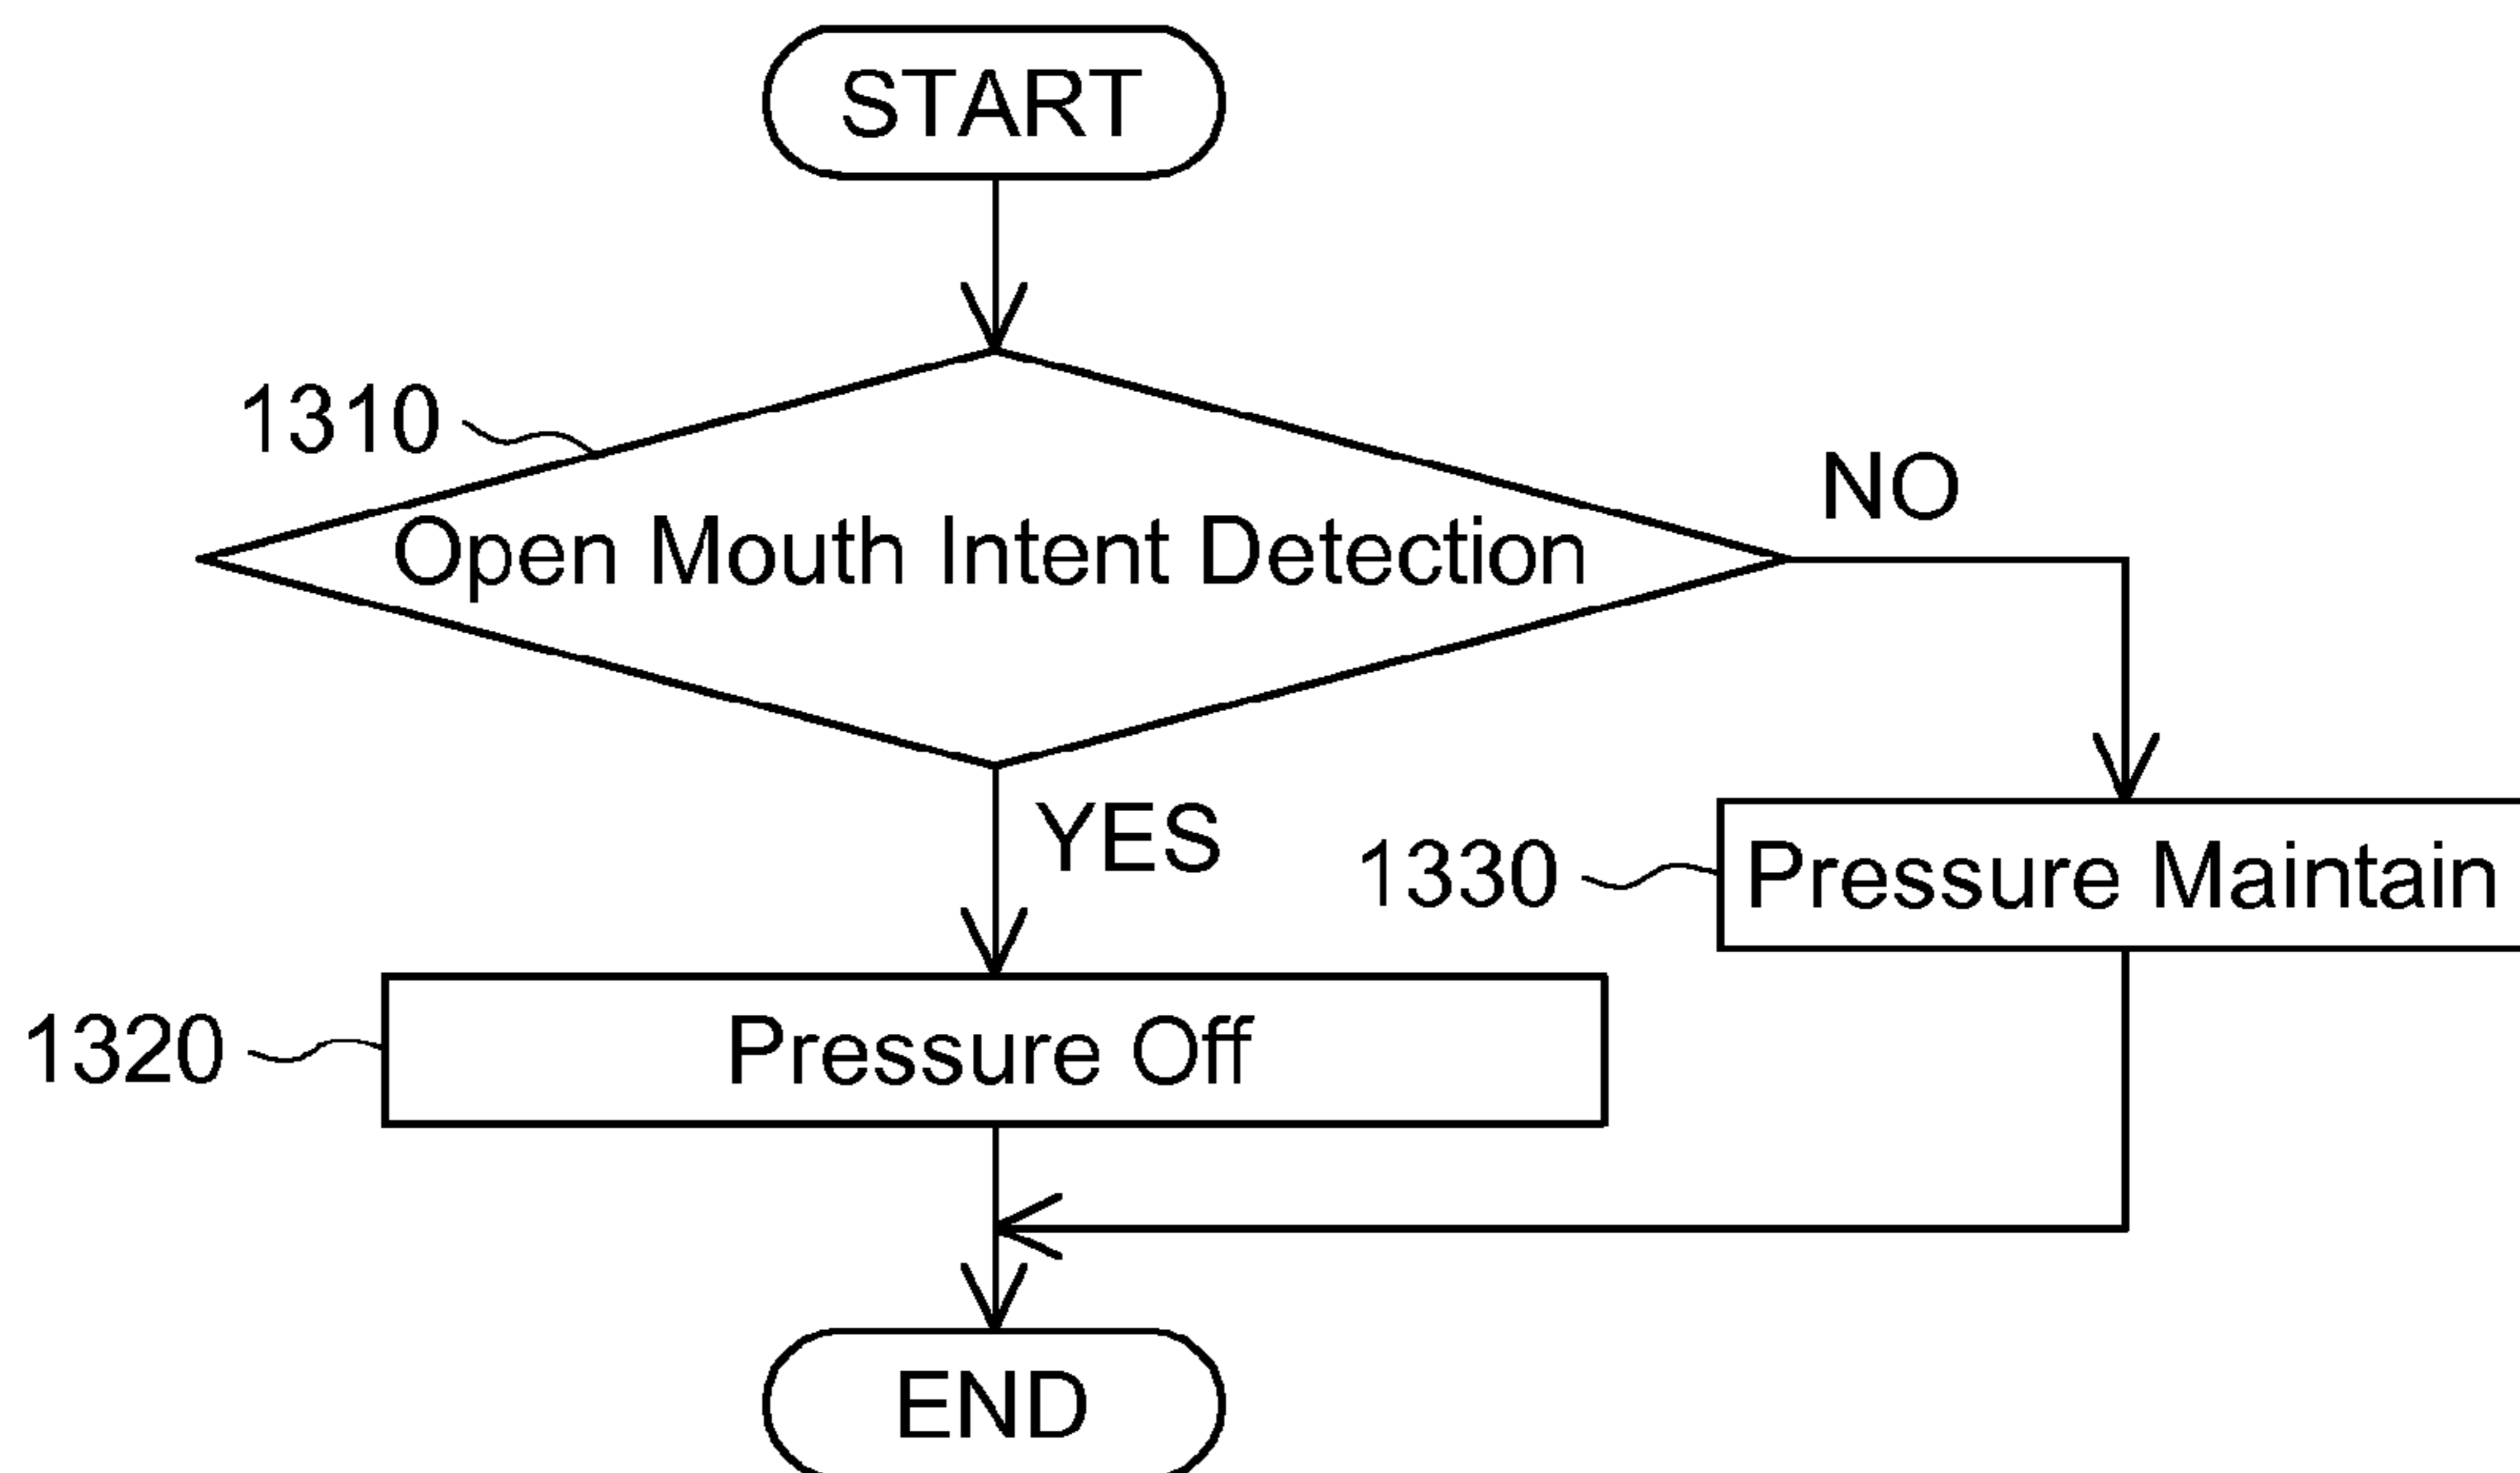 START
1310
Open Mouth Intent Detection
NO
YES
1330
Pressure Maintain
1320
Pressure Off
END